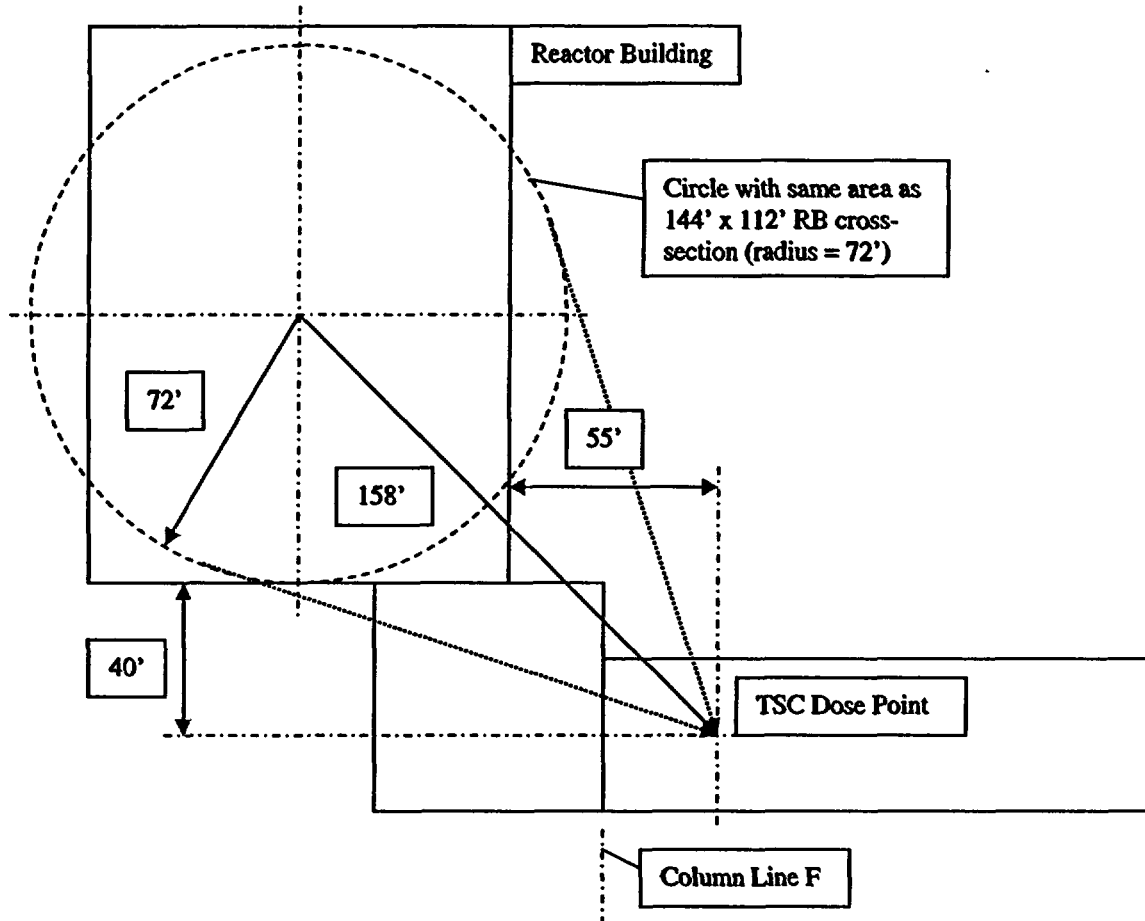 Reactor Building
Circle with same area as
144' x 112' RB cross-
section (radius = 72')
72'
55'
158'
40'
TSC Dose Point
Column Line F